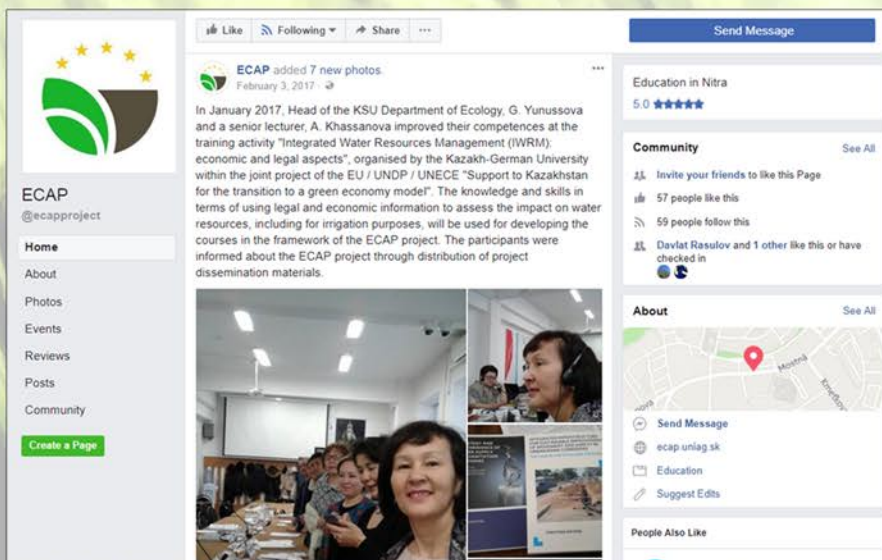 ECAP
@ecapproject
Home
About
Photos
Events
Reviews
Posts
Community
Create a Page
Like Following Share
ECAP added 7 new photos.
February 3, 2017
In January 2017, Head of the KSU Department of Ecology, G. Yunussova
and a senior lecturer, A. Khassanova improved their competences at the
training activity "Integrated Water Resources Management (IWRM):
economic and legal aspects", organised by the Kazakh-German University
within the joint project of the EU / UNDP / UNECE "Support to Kazakhstan
for the transition to a green economy model". The knowledge and skills in
terms of using legal and economic information to assess the impact on water
resources, including for irrigation purposes, will be used for developing the
courses in the framework of the ECAP project. The participants were
informed about the ECAP project through distribution of project
dissemination materials.
Send Message
Education in Nitra
5.0
Community See All
Invite your friends to like this Page
57 people like this
59 people follow this
Davlat Rasulov and 1 other like this or have
checked in
About See All
Mostná
Send Message
ecap.uniag.sk
Education
Suggest Edits
People Also Like